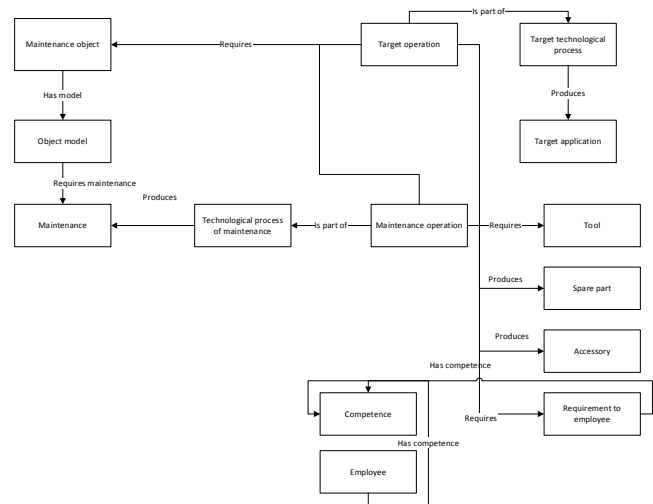 Is part of
Maintenance object
Requires
Target operation
Target technological
process
Has model
Produces
Object model
Target application
Requires maintenance
Produces
Maintenance
Technological process
of maintenance
Is part of
Maintenance operation
Requires
Tool
Produces
Spare part
Produces
Accessory
Has competence
Competence
Requires
Requirement to
employee
Has competence
Employee